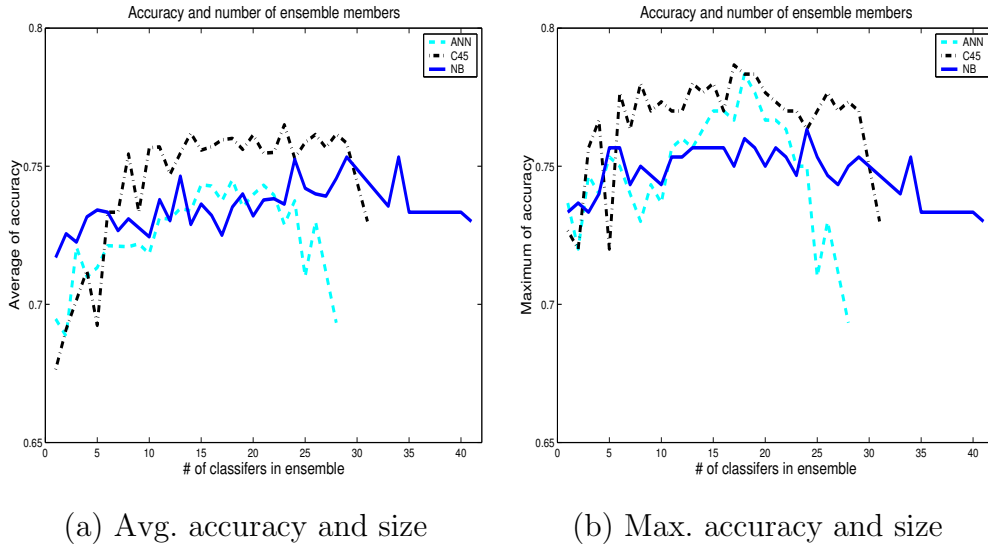 Accuracy and number of ensemble members
0.8
0.75
0.7
0.65
Average of accuracy
0 5 10 15 20 25 30 35 40
# of classifers in ensemble
ANN
C45
NB
(a) Avg. accuracy and size
Accuracy and number of ensemble members
0.8
0.75
0.7
0.65
Maximum of accuracy
0 5 10 15 20 25 30 35 40
# of classifers in ensemble
ANN
C45
NB
(b) Max. accuracy and size